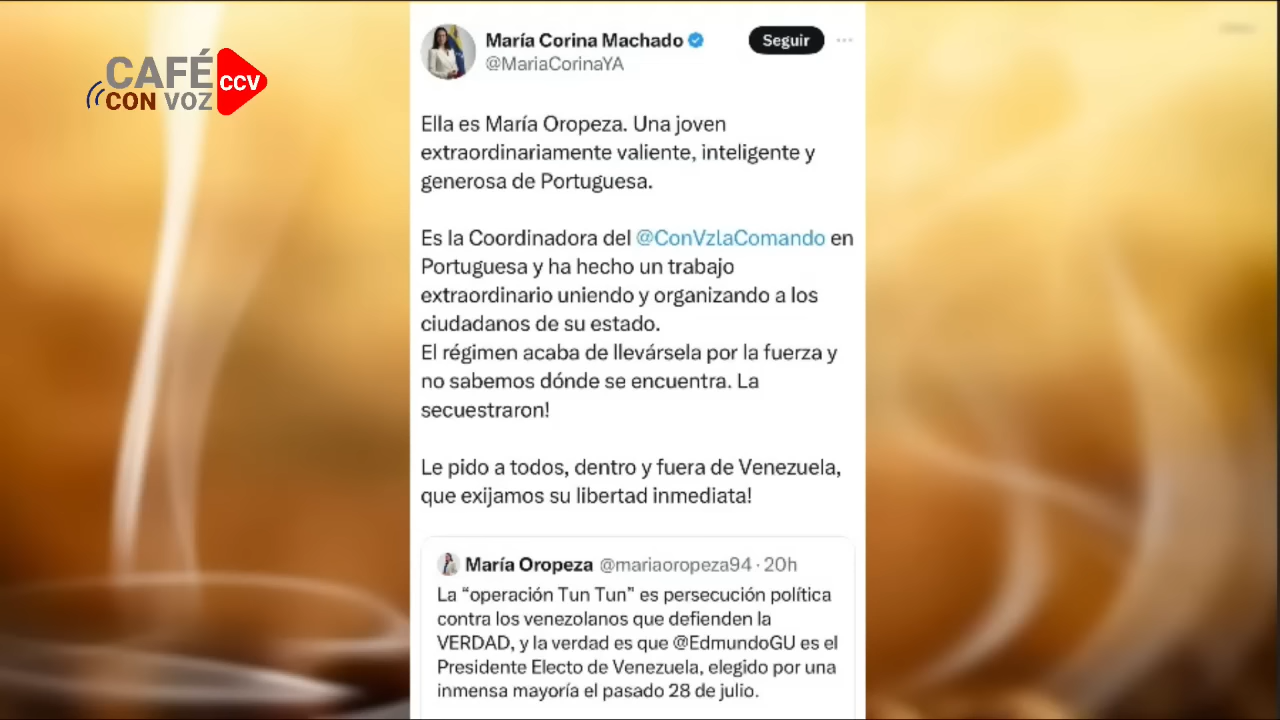 CAFÉ
CON VOZ
CCV
María Corina Machado
@MariaCorinaYA
Seguir
Ella es María Oropeza. Una joven
extraordinariamente valiente, inteligente y
generosa de Portuguesa.
Es la Coordinadora del @ConVzlaComando en
Portuguesa y ha hecho un trabajo
extraordinario uniendo y organizando a los
ciudadanos de su estado.
El régimen acaba de llevársela por la fuerza y
no sabemos dónde se encuentra. La
secuestraron!
Le pido a todos, dentro y fuera de Venezuela,
que exijamos su libertad inmediata!
María Oropeza @mariaoropeza94 · 20h
La “operación Tun Tun” es persecución política
contra los venezolanos que defienden la
VERDAD, y la verdad es que @EdmundoGU es el
Presidente Electo de Venezuela, elegido por una
inmensa mayoría el pasado 28 de julio.